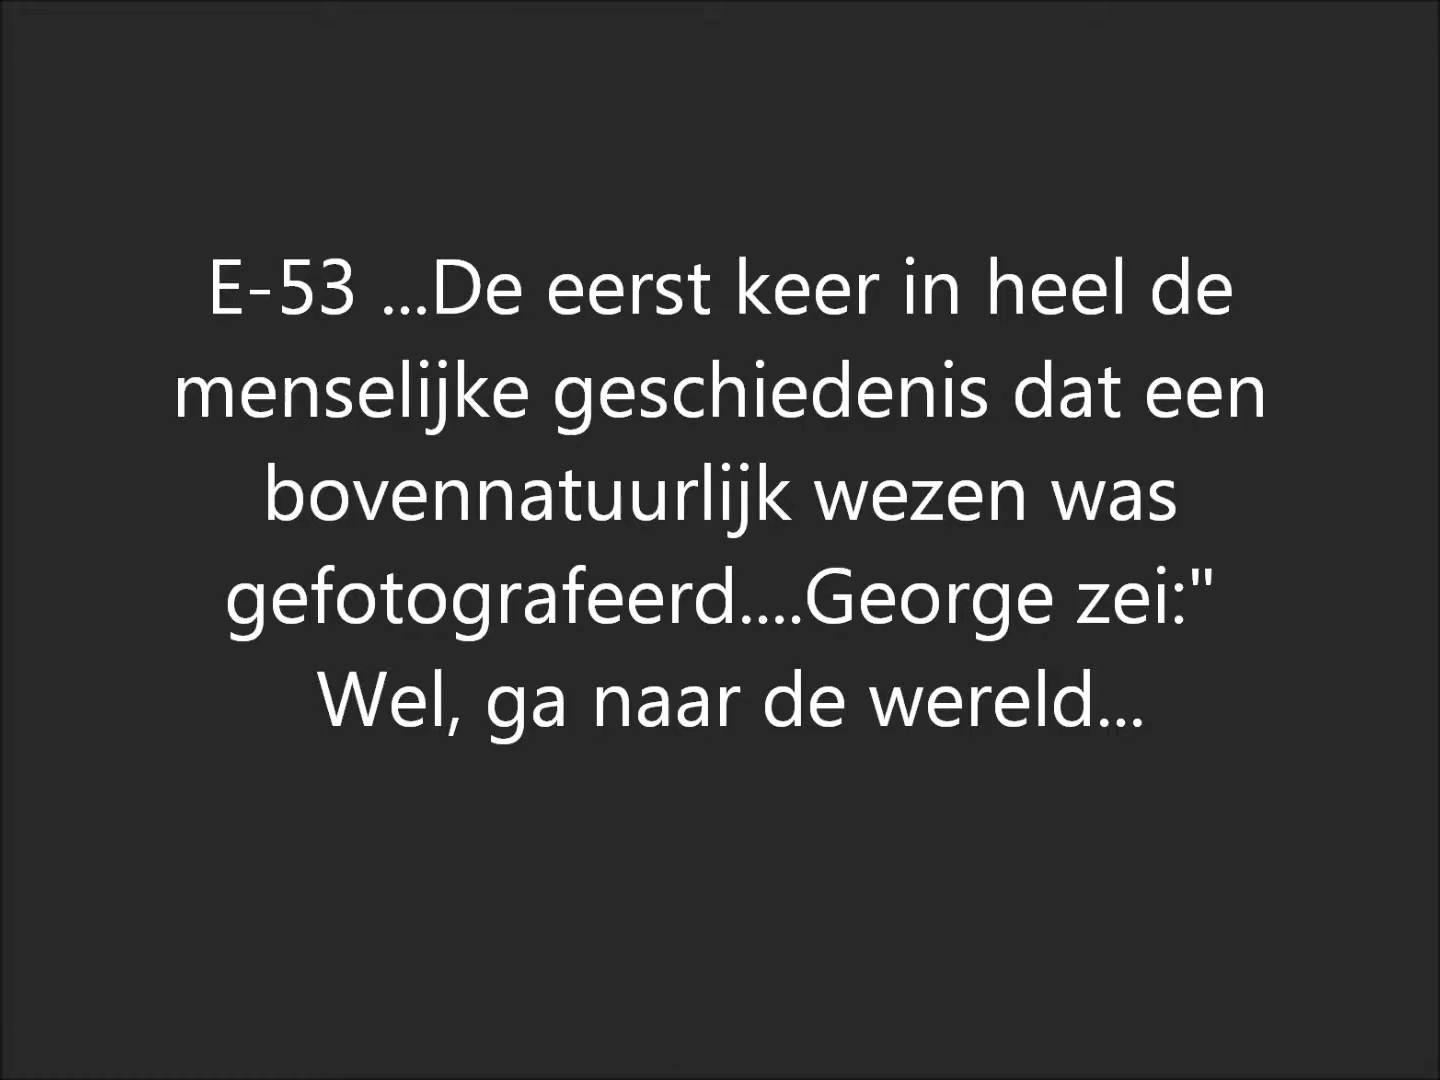 E-53 ...De eerst keer in heel de
menselijke geschiedenis dat een
bovennatuurlijk wezen was
gefotografeerd....George zei:"
Wel, ga naar de wereld...